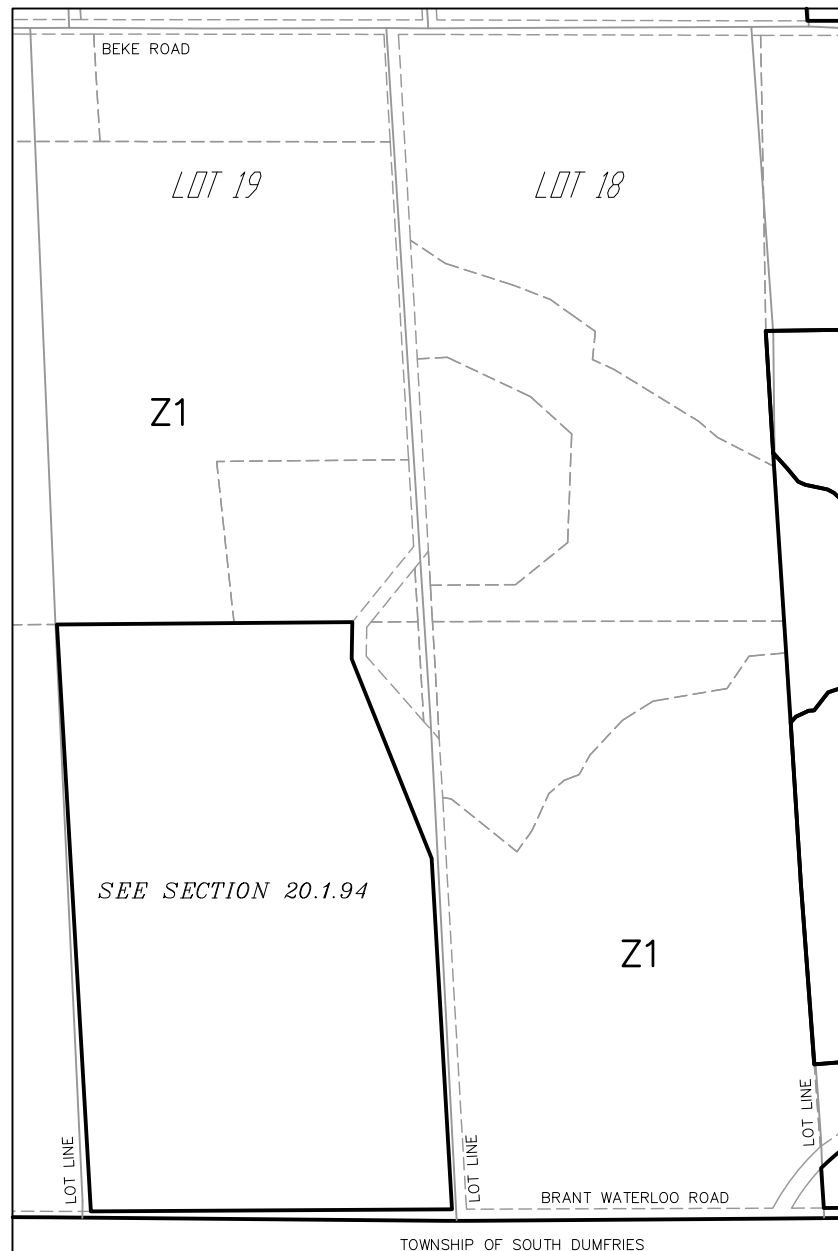 BEKE ROAD
LOT 19
LOT 18
Z1
SEE SECTION 20.1.94
Z1
LOT LINE
LOT LINE
LOT LINE
BRANT WATERLOO ROAD
TOWNSHIP OF SOUTH DUMFRIES